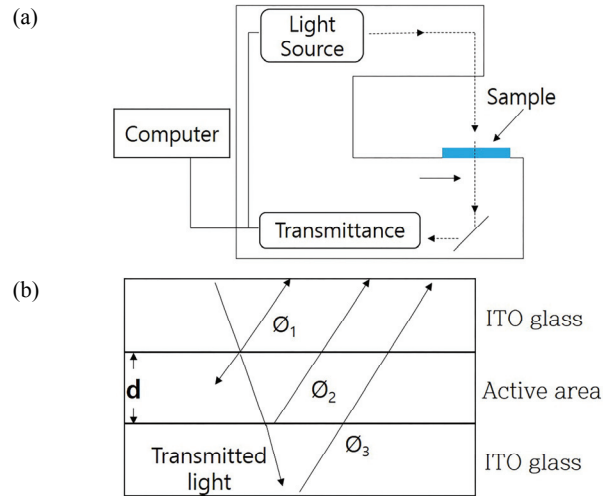 (a)
Light
Source
Sample
Computer
Transmittance
(b)
Ø1
ITO glass
d
Ø2
Active area
Transmitted
light
Ø3
ITO glass